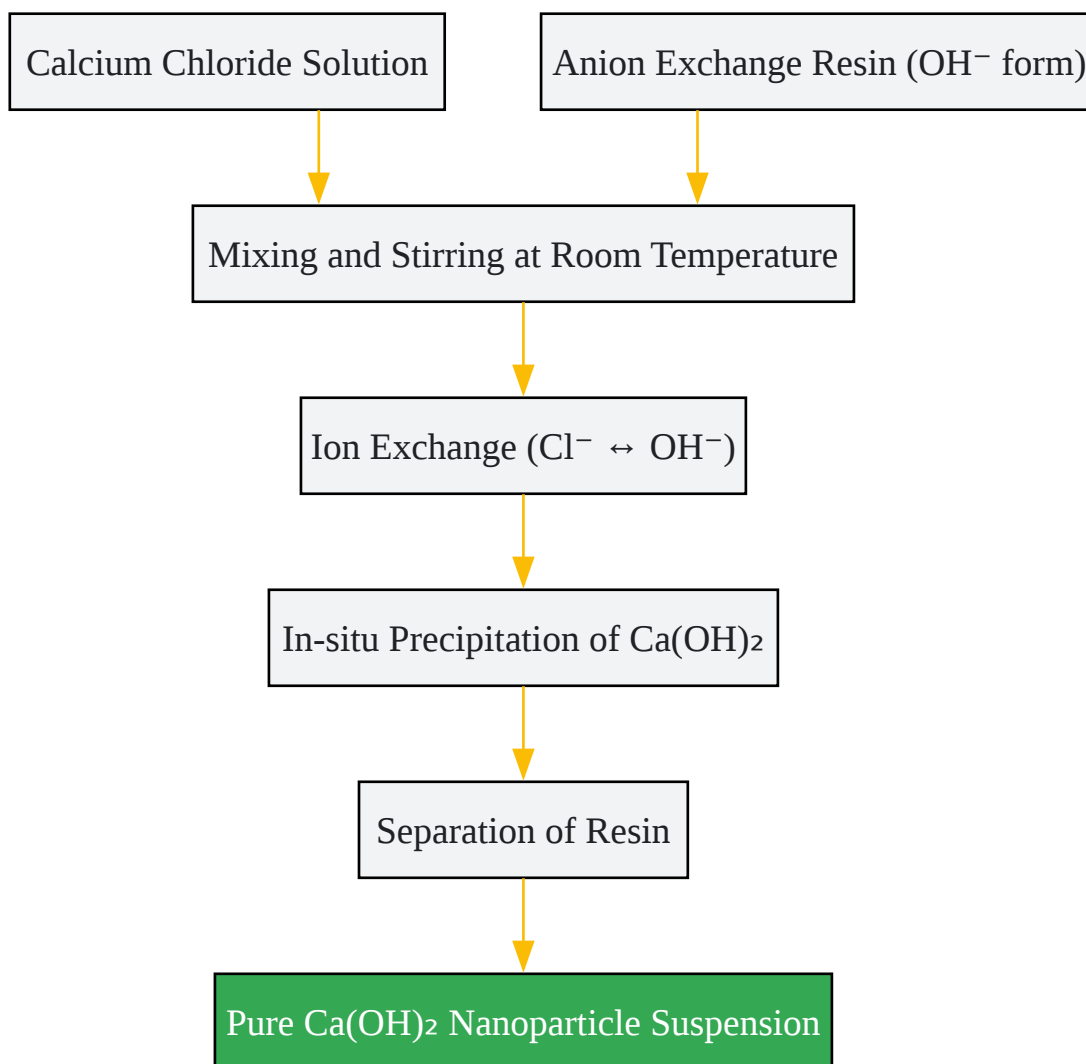 Calcium Chloride Solution
Anion Exchange Resin (OH⁻ form)
Mixing and Stirring at Room Temperature
Ion Exchange (Cl⁻ ↔ OH⁻)
In-situ Precipitation of Ca(OH)₂
Separation of Resin
Pure Ca(OH)₂ Nanoparticle Suspension